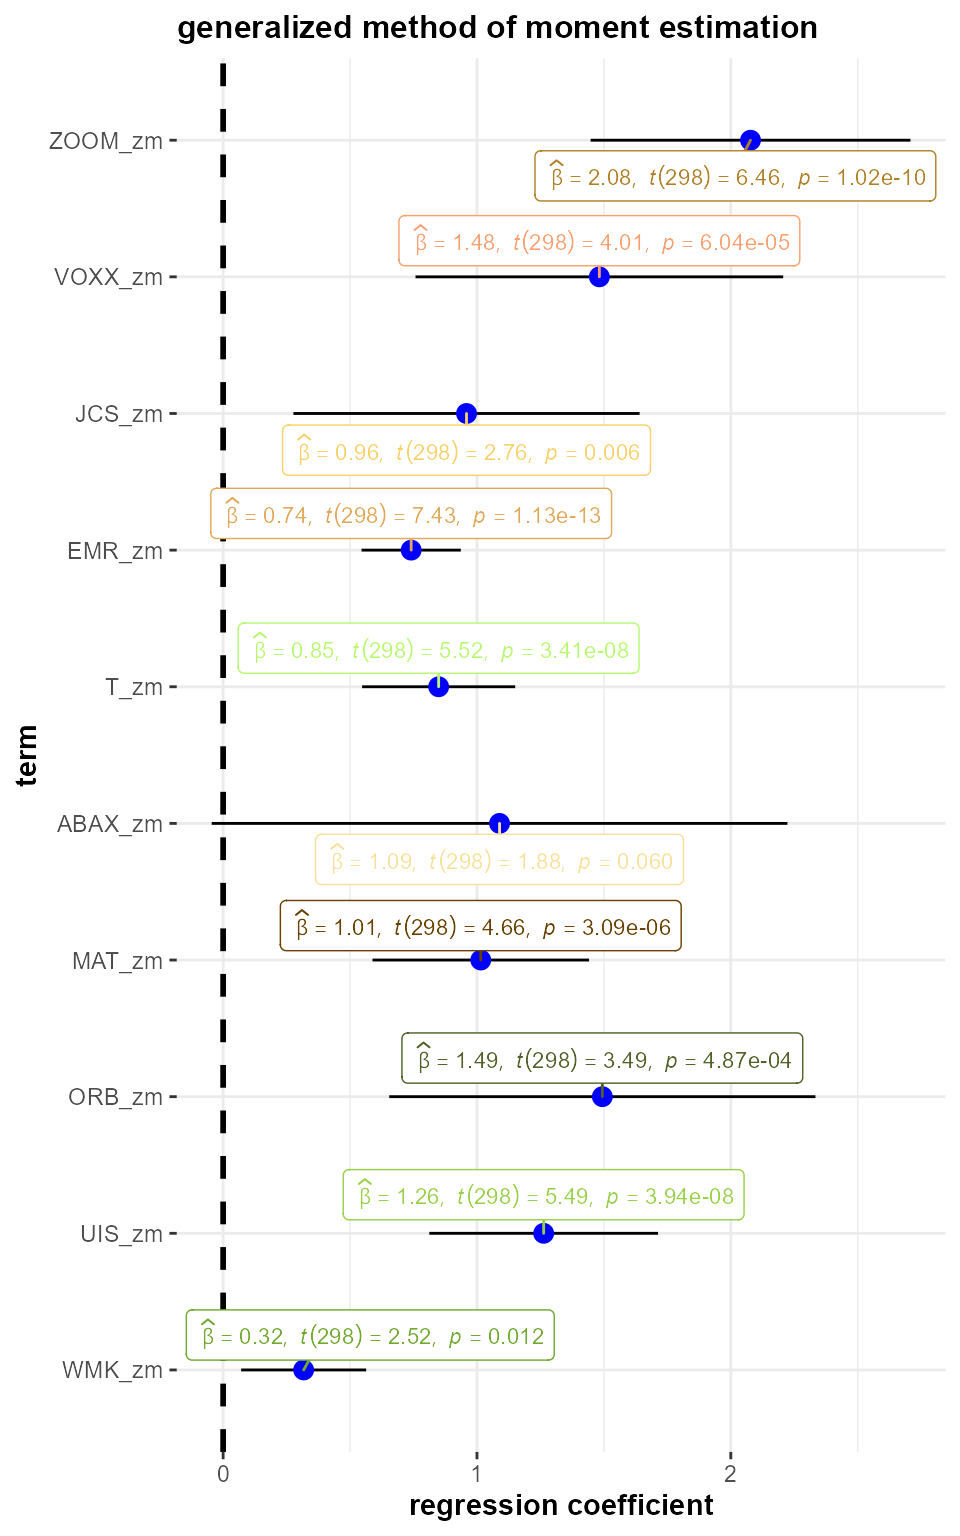 generalized method of moment estimation
ZOOM_zm
β̂ = 2.08, t(298) = 6.46, p = 1.02e-10
β̂ = 1.48, t(298) = 4.01, p = 6.04e-05
VOXX_zm
JCS_zm
β̂ = 0.96, t(298) = 2.76, p = 0.006
β̂ = 0.74, t(298) = 7.43, p = 1.13e-13
EMR_zm
β̂ = 0.85, t(298) = 5.52, p = 3.41e-08
T_zm
term
ABAX_zm
β̂ = 1.09, t(298) = 1.88, p = 0.060
β̂ = 1.01, t(298) = 4.66, p = 3.09e-06
MAT_zm
β̂ = 1.49, t(298) = 3.49, p = 4.87e-04
ORB_zm
β̂ = 1.26, t(298) = 5.49, p = 3.94e-08
UIS_zm
β̂ = 0.32, t(298) = 2.52, p = 0.012
WMK_zm
0 1 2
regression coefficient